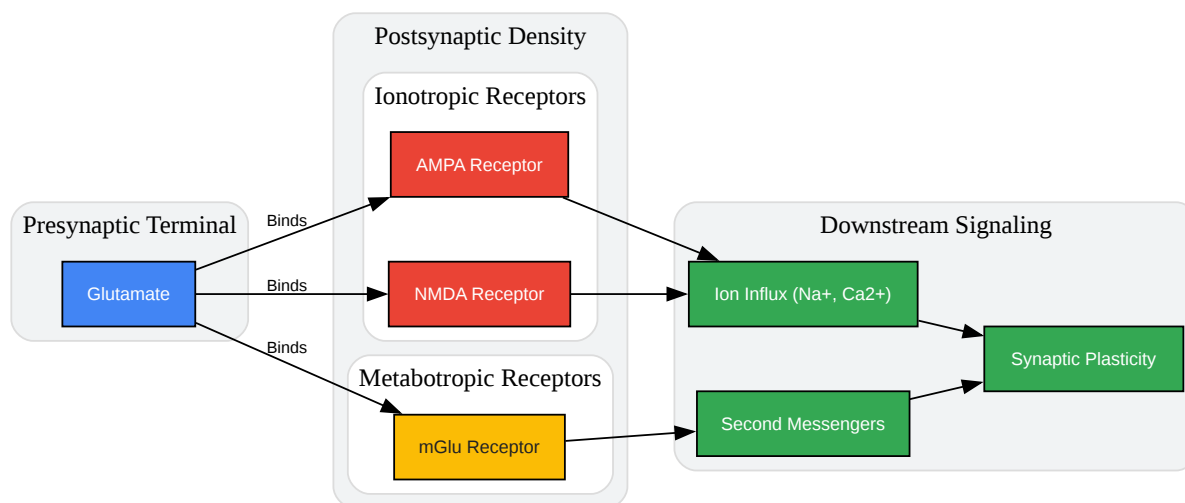 Postsynaptic Density
Ionotropic Receptors
AMPA Receptor
Presynaptic Terminal
Binds
Downstream Signaling
Glutamate
Binds
NMDA Receptor
Ion Influx (Na+, Ca2+)
Binds
Synaptic Plasticity
Metabotropic Receptors
mGlu Receptor
Second Messengers